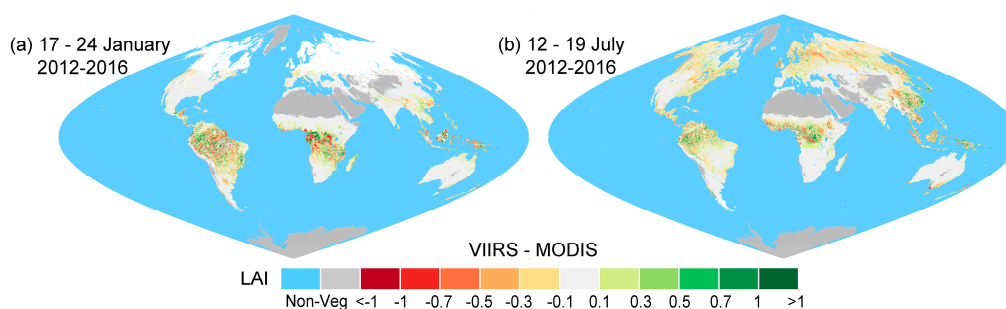 (a) 17 - 24 January
2012-2016
(b) 12 - 19 July
2012-2016
VIIRS - MODIS
LAI
Non-Veg <-1 -1 -0.7 -0.5 -0.3 -0.1 0.1 0.3 0.5 0.7 1 >1